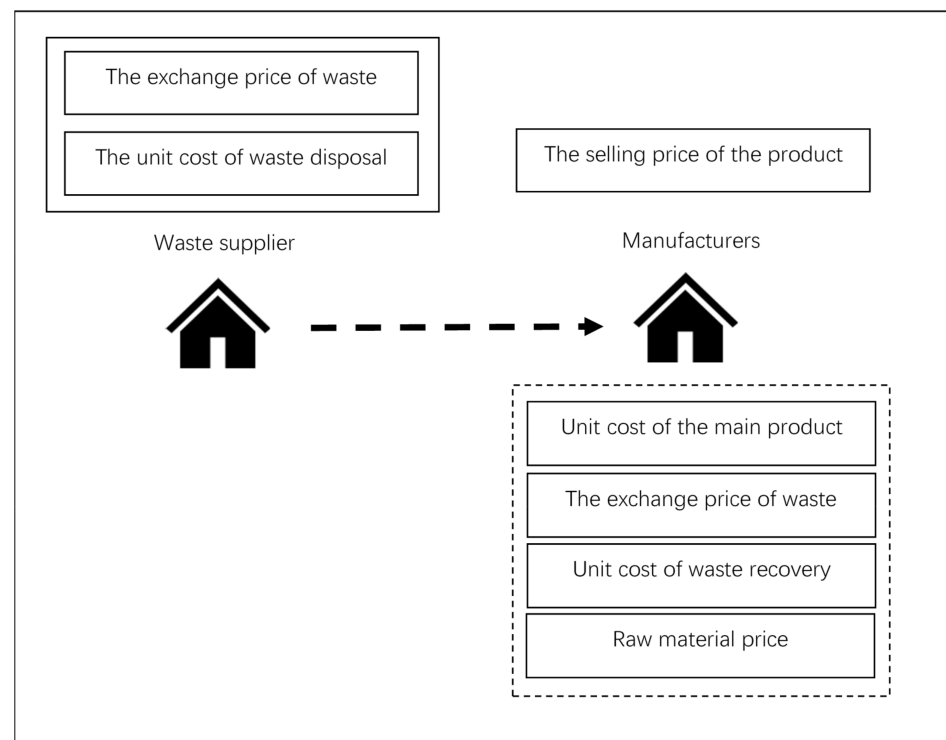 The exchange price of waste
The unit cost of waste disposal
The selling price of the product
Waste supplier
Manufacturers
Unit cost of the main product
The exchange price of waste
Unit cost of waste recovery
Raw material price